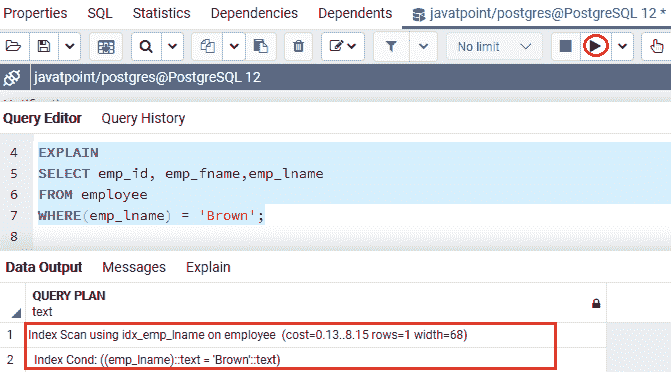 Properties SQL Statistics Dependencies Dependents javatpoint/postgres@PostgreSQL 12 *
No limit
javatpoint/postgres@PostgreSQL 12
Query Editor Query History
4 EXPLAIN
5 SELECT emp_id, emp_fname,emp_lname
6 FROM employee
7 WHERE(emp_lname) = 'Brown';
8
Data Output Messages Explain
QUERY PLAN
text
1 Index Scan using idx_emp_lname on employee (cost=0.13..8.15 rows=1 width=68)
2 Index Cond: ((emp_lname)::text = 'Brown'::text)